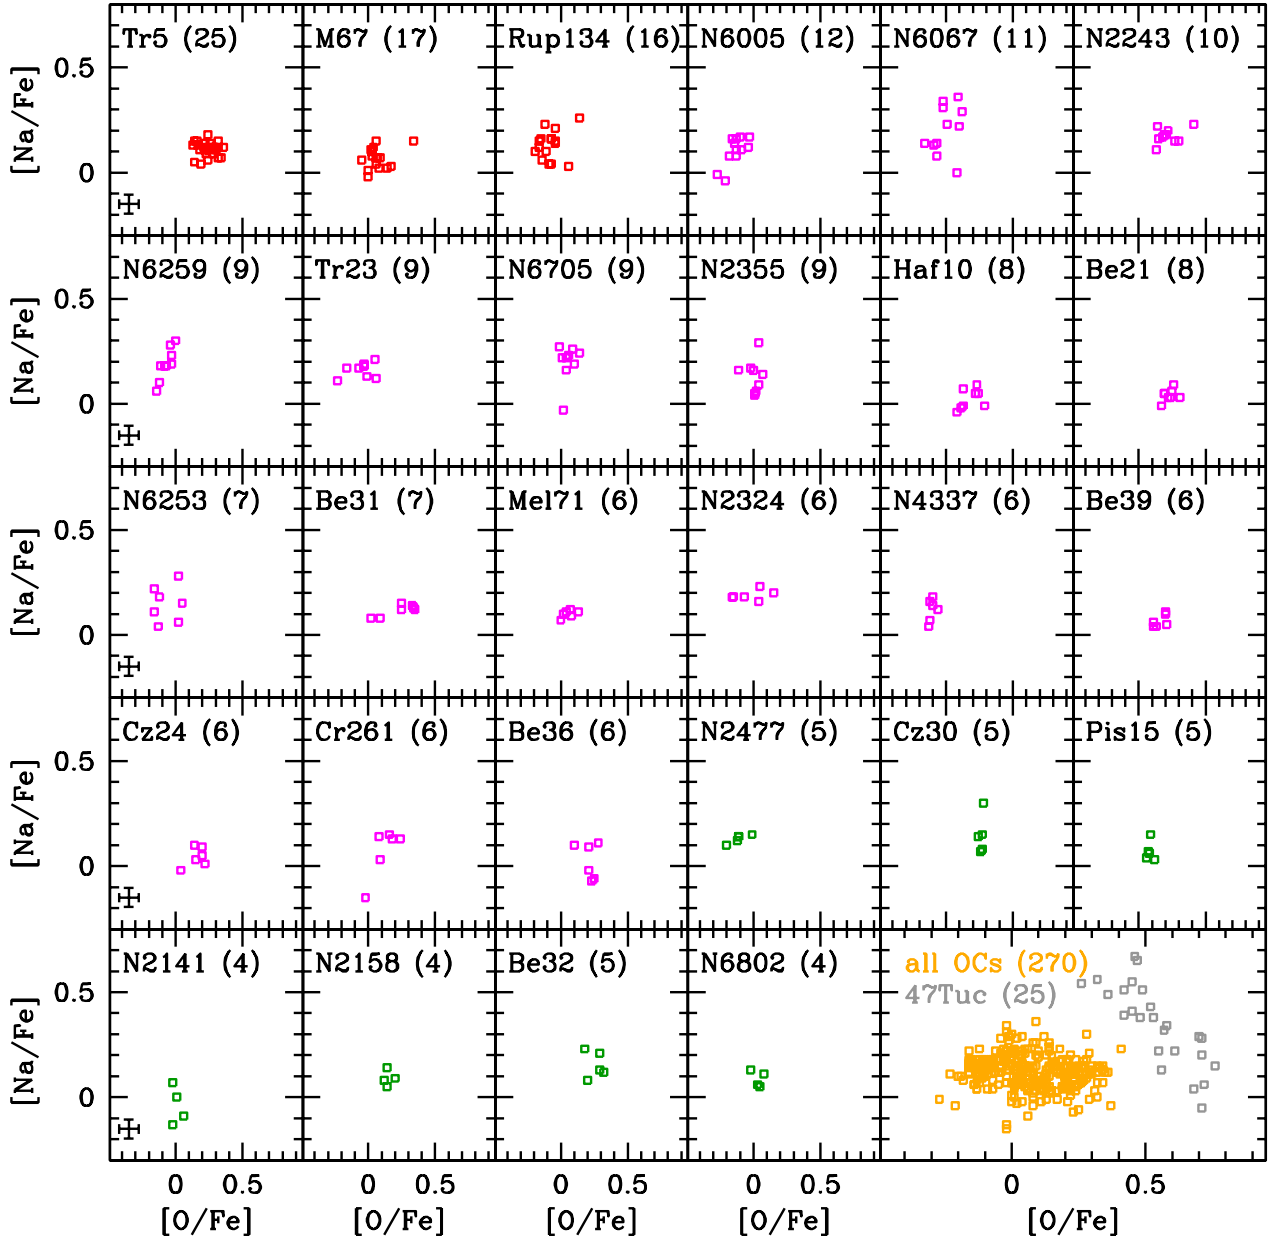 Tr5 (25) M67 (17) Rup134 (16) N6005 (12) N6067 (11) N2243 (10)
[Na/Fe] 0.5 0
N6259 (9) Tr23 (9) N6705 (9) N2355 (9) Haf10 (8) Be21 (8)
[Na/Fe] 0.5 0
N6253 (7) Be31 (7) Mel71 (6) N2324 (6) N4337 (6) Be39 (6)
[Na/Fe] 0.5 0
Cz24 (6) Cr261 (6) Be36 (6) N2477 (5) Cz30 (5) Pis15 (5)
[Na/Fe] 0.5 0
N2141 (4) N2158 (4) Be32 (5) N6802 (4) all OCs (270)
47Tuc (25)
[Na/Fe] 0.5 0
0 0.5 0 0.5 0 0.5 0 0.5 0 0.5
[O/Fe] [O/Fe] [O/Fe] [O/Fe] [O/Fe]